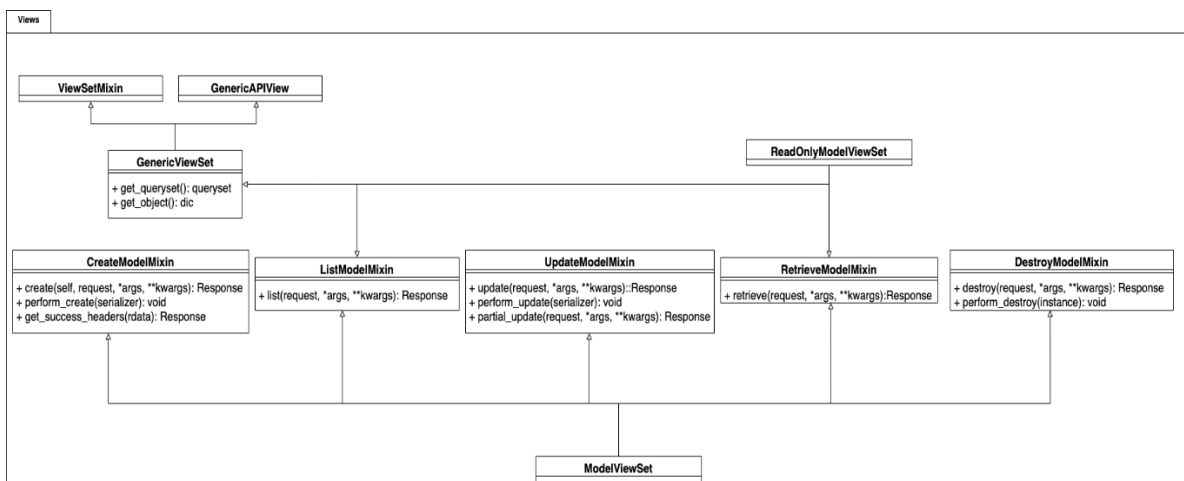 Views
ViewSetMixin
GenericAPIView
GenericViewSet
+ get_queryset(): queryset
+ get_object(): dic
ReadOnlyModelViewSet
CreateModelMixin
+ create(self, request, *args, **kwargs): Response
+ perform_create(serializer): void
+ get_success_headers(rdata): Response
ListModelMixin
+ list(request, *args, **kwargs): Response
UpdateModelMixin
+ update(request, *args, **kwargs)::Response
+ perform_update(serializer): void
+ partial_update(request, *args, **kwargs): Response
RetrieveModelMixin
+ retrieve(request, *args, **kwargs):Response
DestroyModelMixin
+ destroy(request, *args, **kwargs): Response
+ perform_destroy(instance): void
ModelViewSet